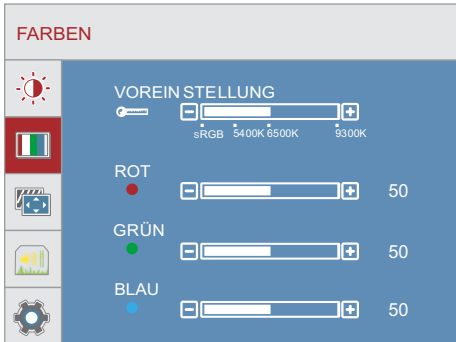 FARBEN
VOREIN STELLUNG
sRGB 5400K 6500K 9300K
ROT
50
GRÜN
50
BLAU
50